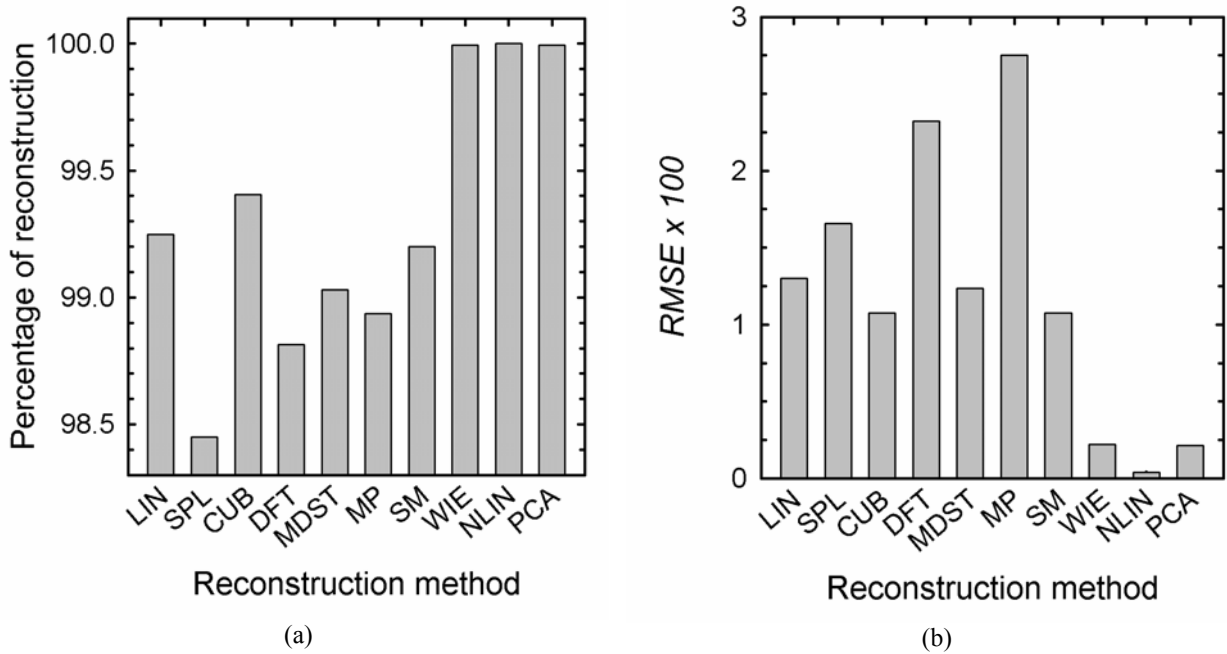 Percentage of reconstruction
100.0
99.5
99.0
98.5
LIN
SPL
CUB
DFT
MDST
MP
SM
WIE
NLIN
PCA
Reconstruction method
(a)
RMSE x 100
3
2
1
0
LIN
SPL
CUB
DFT
MDST
MP
SM
WIE
NLIN
PCA
Reconstruction method
(b)